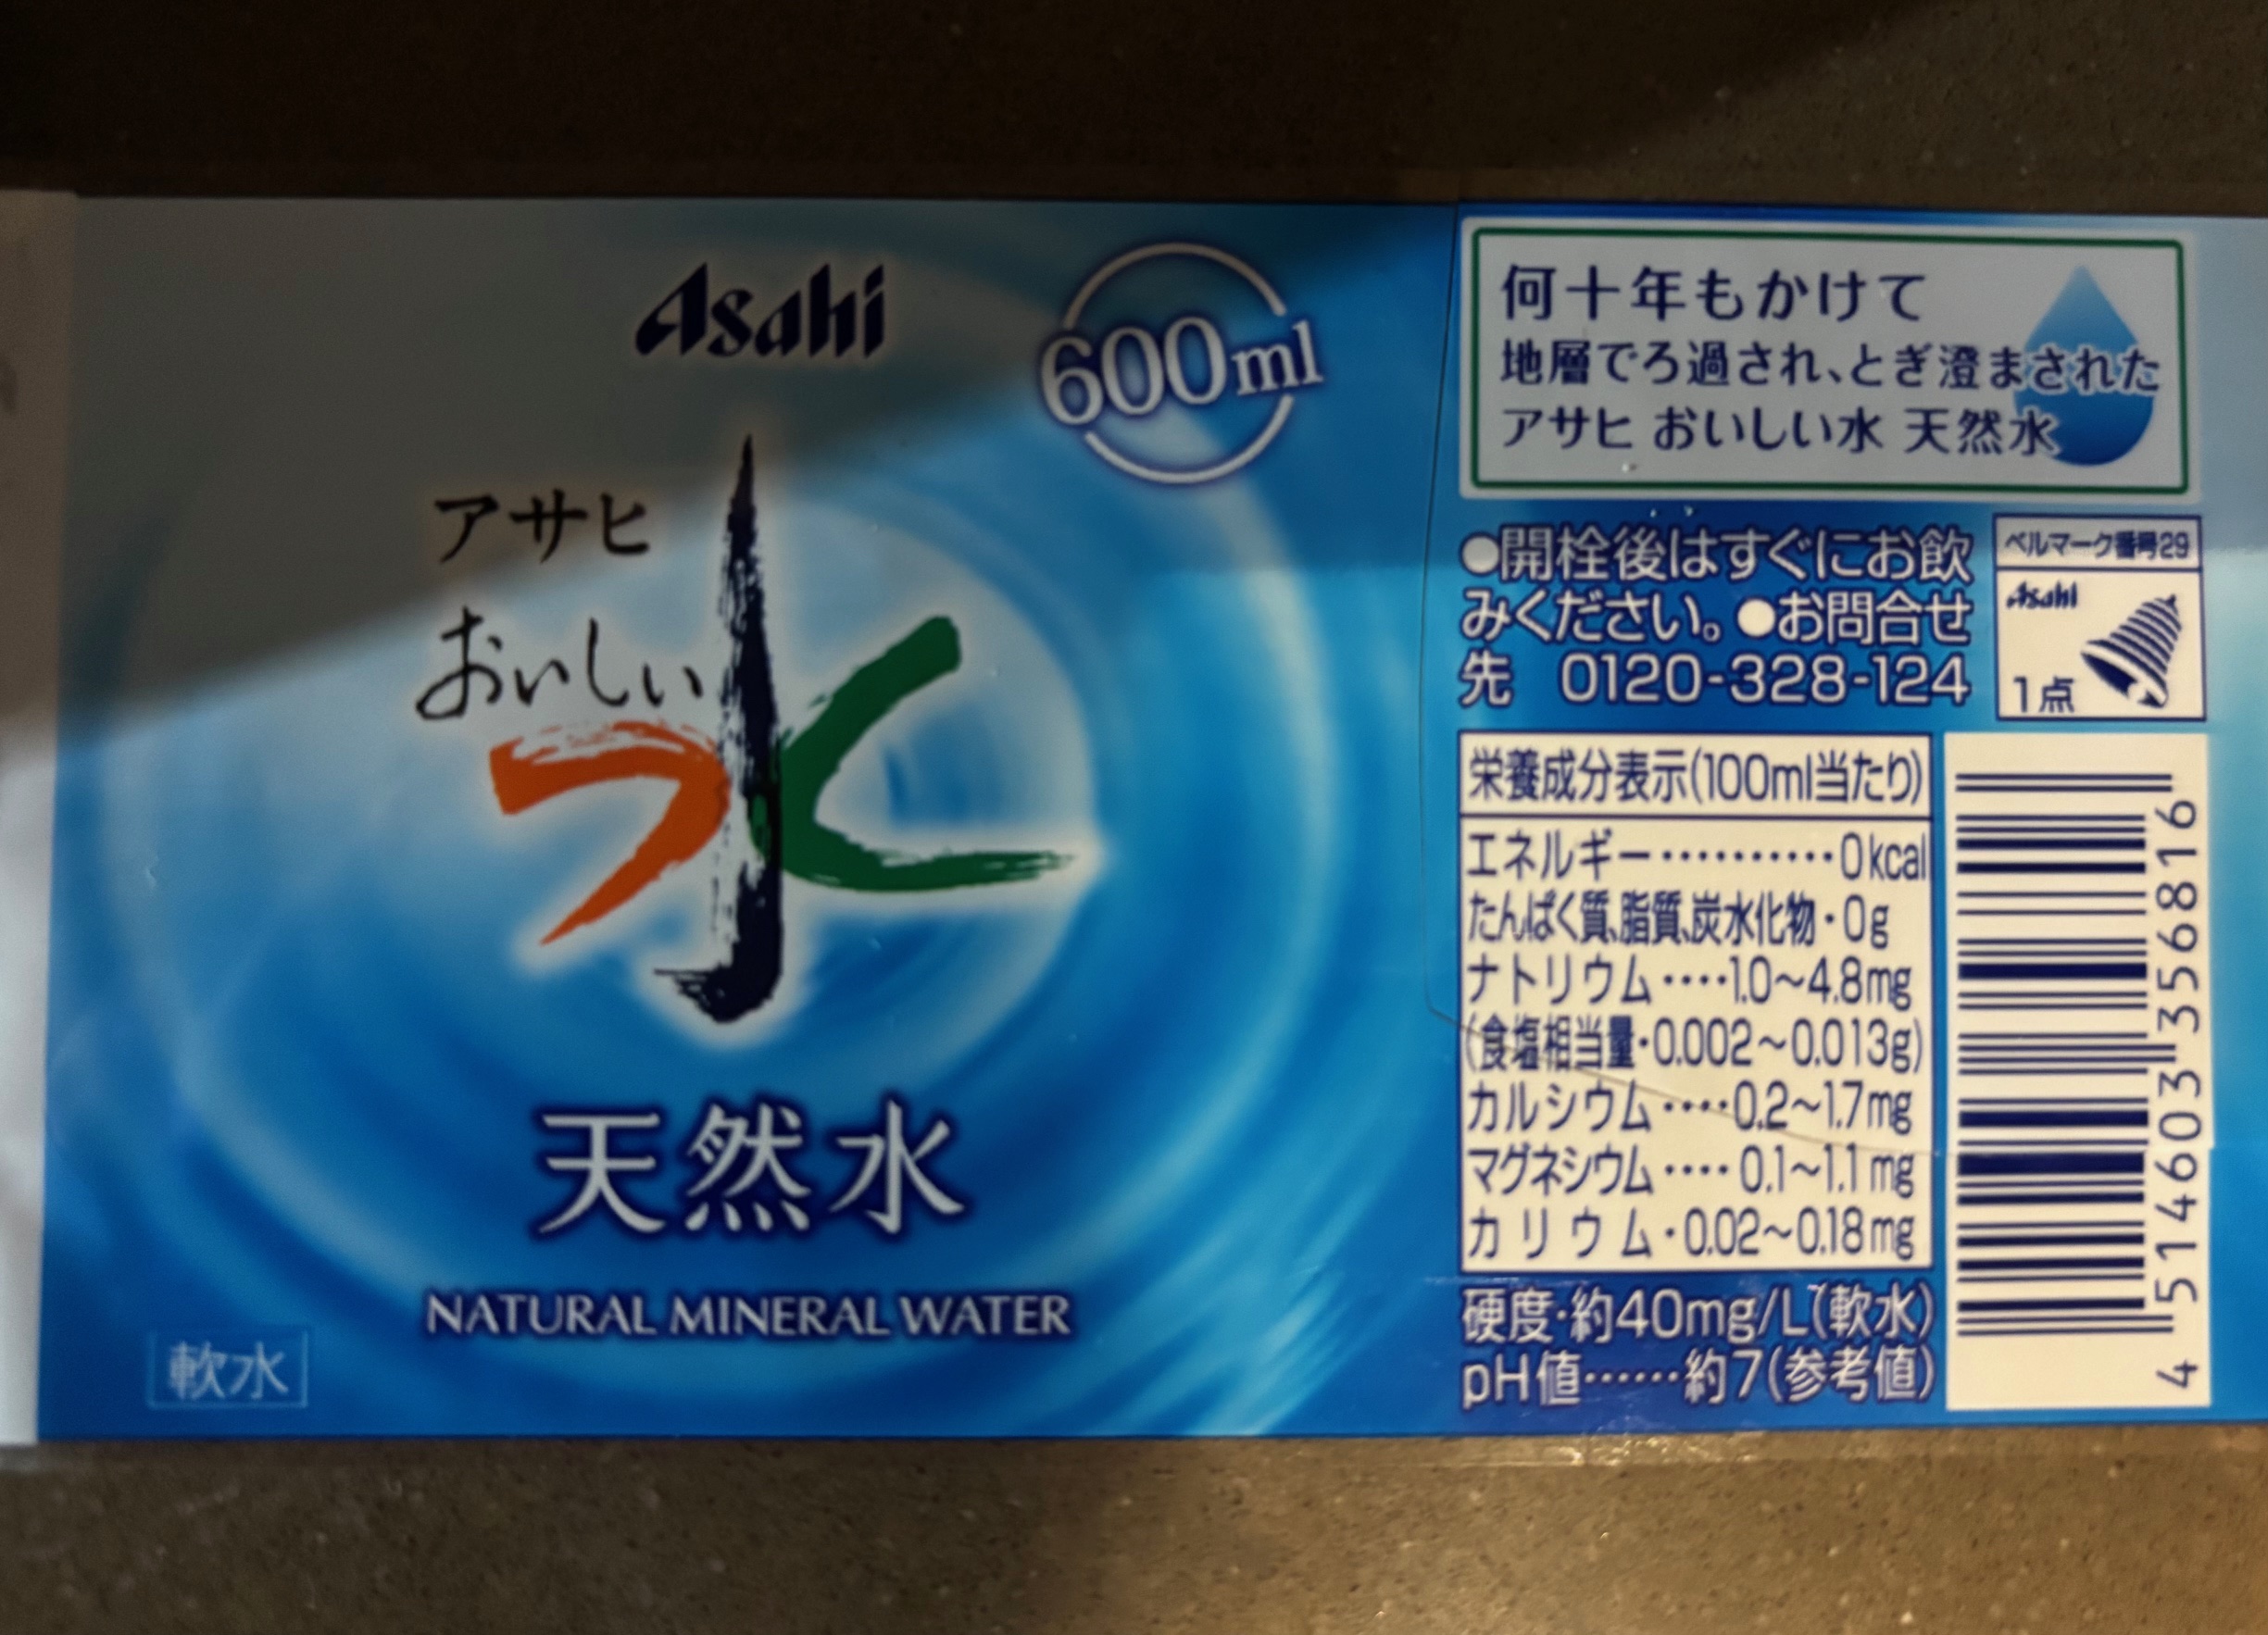 Asahi
600ml
アサヒ
おいしい
水
天然水
NATURAL MINERAL WATER
軟水
何十年もかけて
地層でろ過され、とぎ澄まされた
アサヒ おいしい水 天然水
●開栓後はすぐにお飲
みください。●お問合せ
先 0120-328-124
ベルマーク番号29
Asahi
1点
栄養成分表示(100ml当たり)
エネルギー··········0kcal
たんぱく質、脂質、炭水化物·0g
ナトリウム····1.0～4.8mg
(食塩相当量·0.002～0.013g)
カルシウム····0.2～1.7mg
マグネシウム····0.1～1.1mg
カリウム·0.02～0.18mg
硬度·約40mg/L(軟水)
pH値······約7(参考値)
4 514603 356816